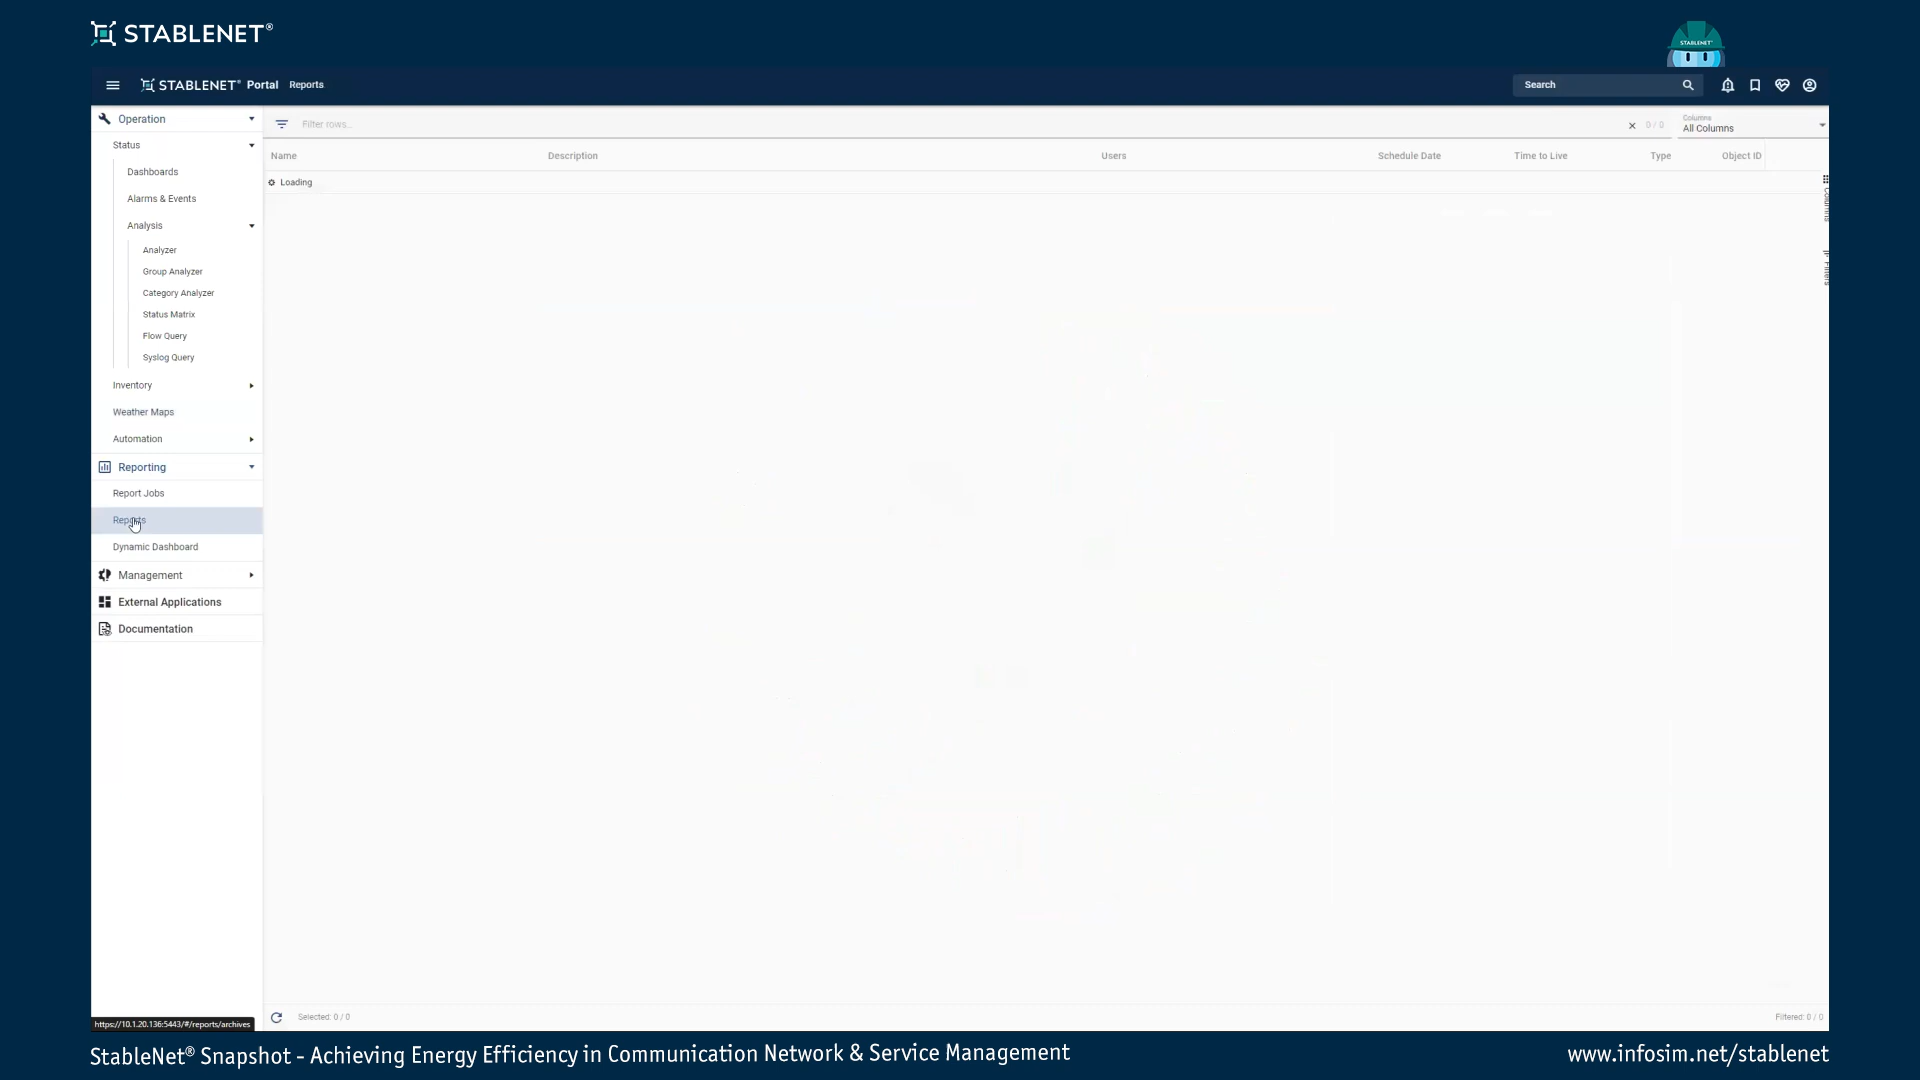 STABLENET®
STABLENET
STABLENET® Portal Reports
Search
Operation
Filter rows...
0 / 0
Columns
All Columns
Status
Name Description Users Schedule Date Time to Live Type Object ID
Dashboards
Loading
Alarms & Events
Columns
Analysis
Analyzer
Group Analyzer
Filters
Category Analyzer
Status Matrix
Flow Query
Syslog Query
Inventory
Weather Maps
Automation
Reporting
Report Jobs
Reports
Dynamic Dashboard
Management
External Applications
Documentation
Selected: 0 / 0
Filtered: 0 / 0
https://10.1.20.136:5443/#/reports/archives
StableNet® Snapshot - Achieving Energy Efficiency in Communication Network & Service Management
www.infosim.net/stablenet